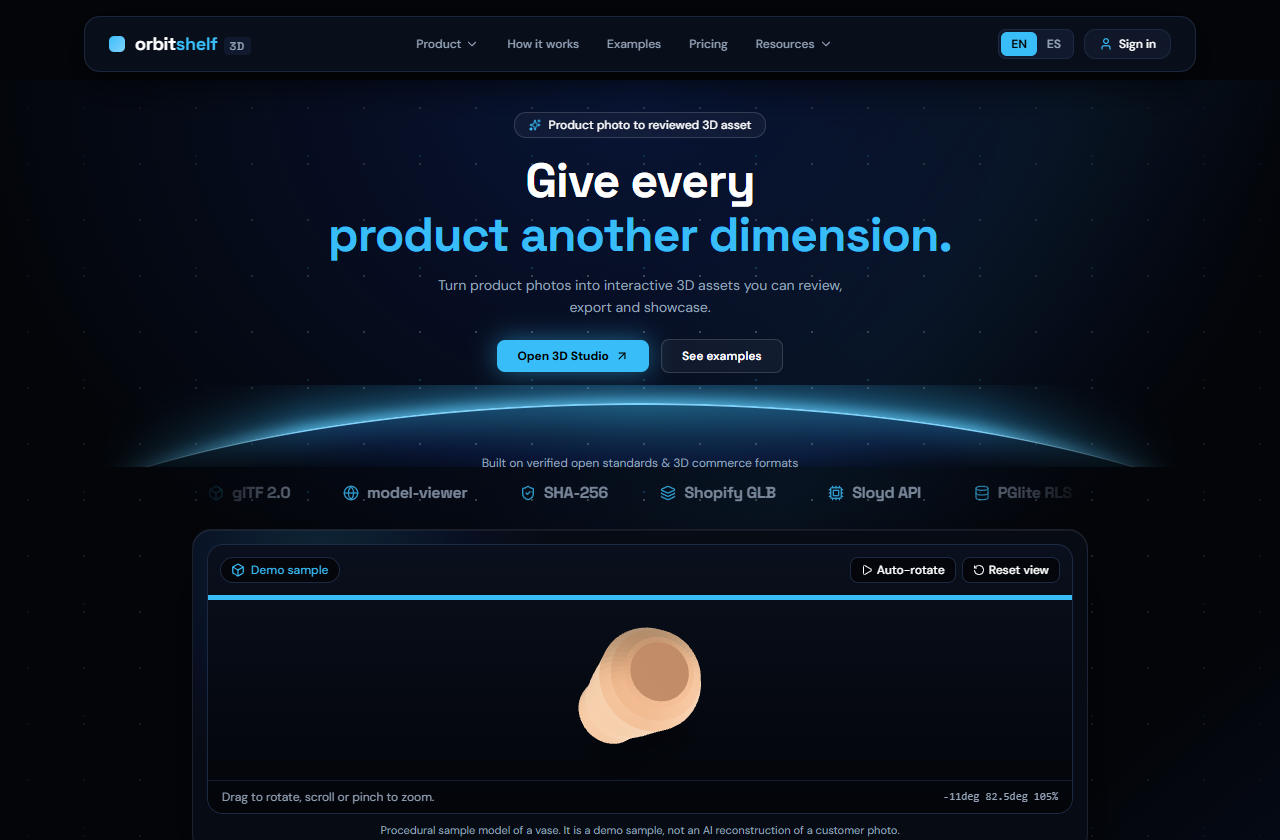 orbitshelf 3D
Product
How it works
Examples
Pricing
Resources
EN ES
Sign in
Product photo to reviewed 3D asset
Give every
product another dimension.
Turn product photos into interactive 3D assets you can review,
export and showcase.
Open 3D Studio
See examples
Built on verified open standards & 3D commerce formats
glTF 2.0
model-viewer
SHA-256
Shopify GLB
Sloyd API
PGlite RLS
Demo sample
Auto-rotate
Reset view
Drag to rotate, scroll or pinch to zoom.
-11deg 82.5deg 105%
Procedural sample model of a vase. It is a demo sample, not an AI reconstruction of a customer photo.